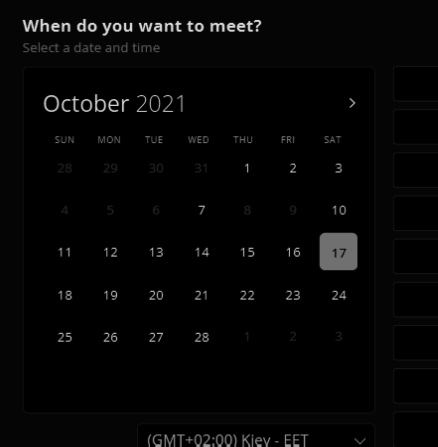 When do you want to meet?
Select a date and time
October 2021
SUN MON TUE WED THU FRI SAT
28 29 30 31 1 2 3
4 5 6 7 8 9 10
11 12 13 14 15 16 17
18 19 20 21 22 23 24
25 26 27 28 1 2 3
(GMT+02:00) Kiev - EET